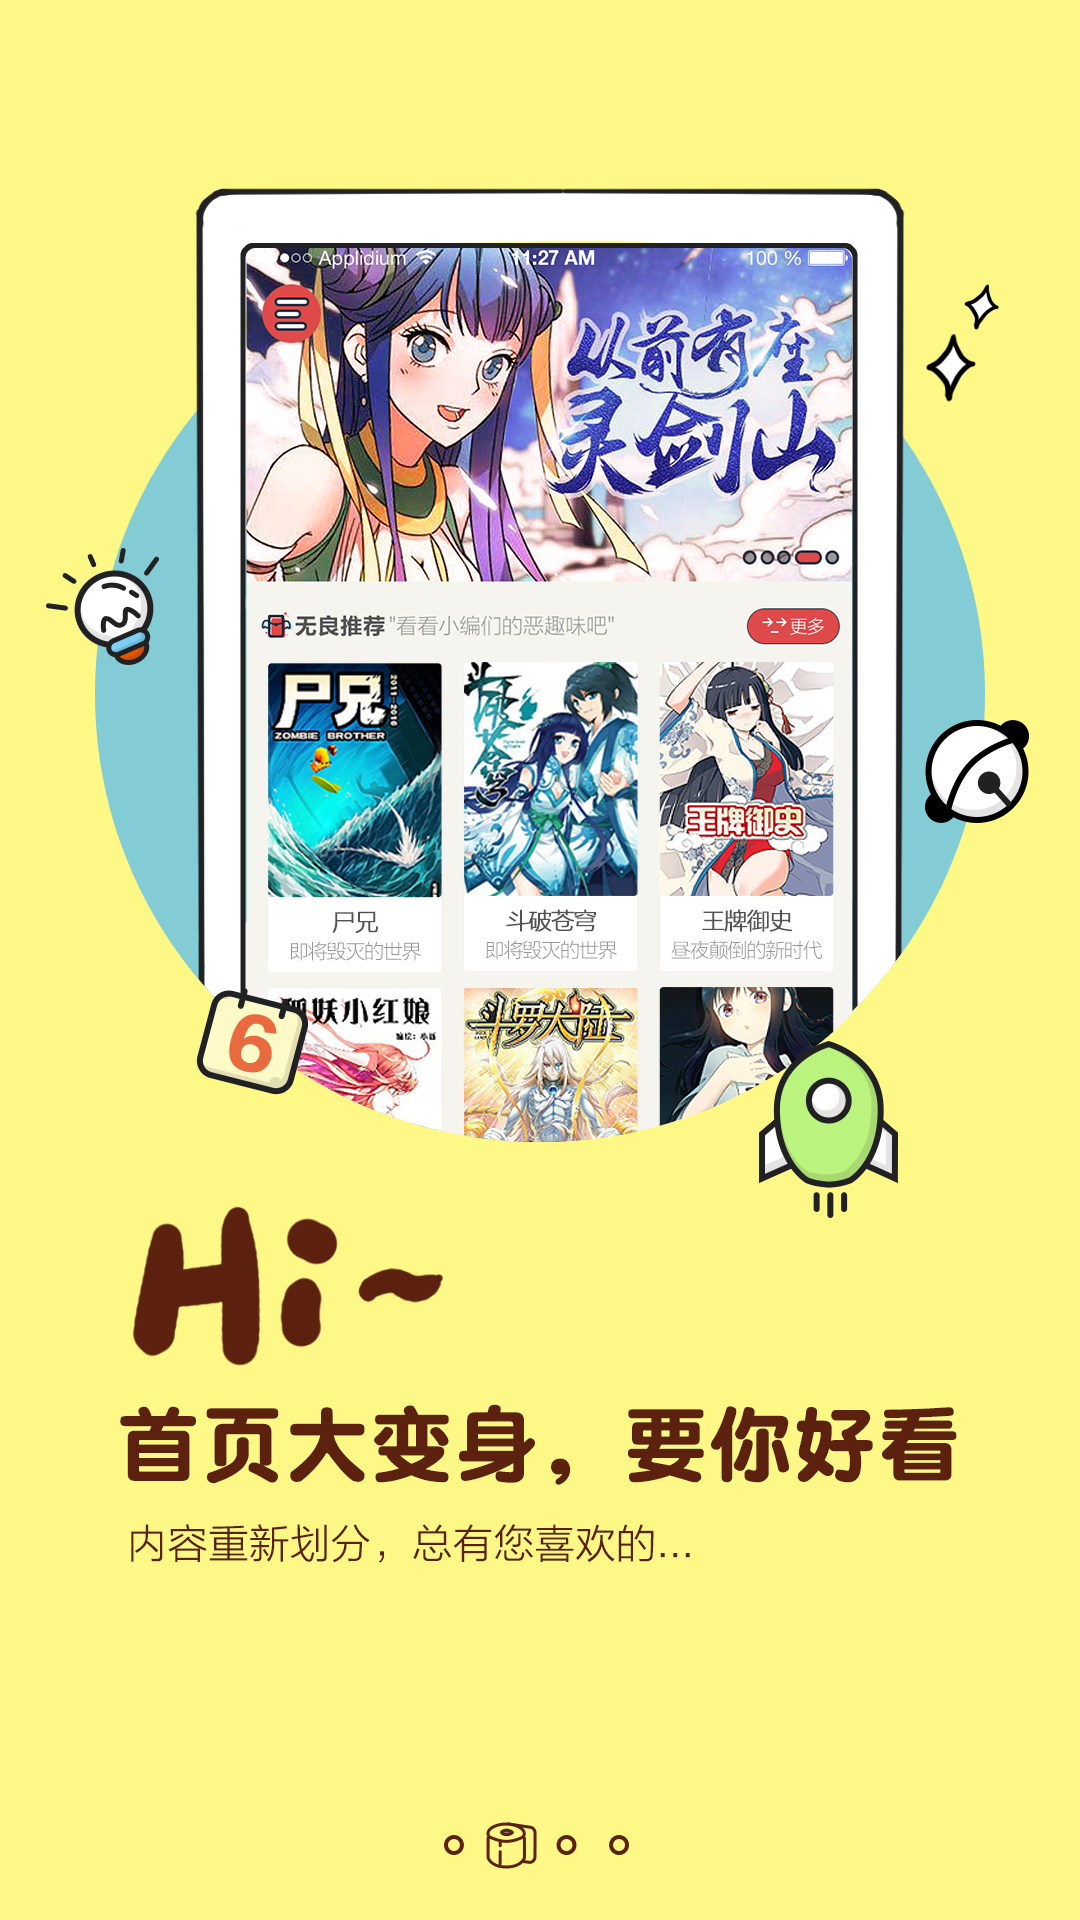 Applidium 11:27 AM 100 %
从前有座
灵剑山
无良推荐 "看看小编们的恶趣味吧" 更多
尸兄
2011-2016
ZOMBIE BROTHER
斗破苍穹
王牌御史
尸兄 斗破苍穹 王牌御史
即将毁灭的世界 即将毁灭的世界 昼夜颠倒的新时代
狐妖小红娘
斗罗大陆
6
Hi~
首页大变身，要你好看
内容重新划分，总有您喜欢的...